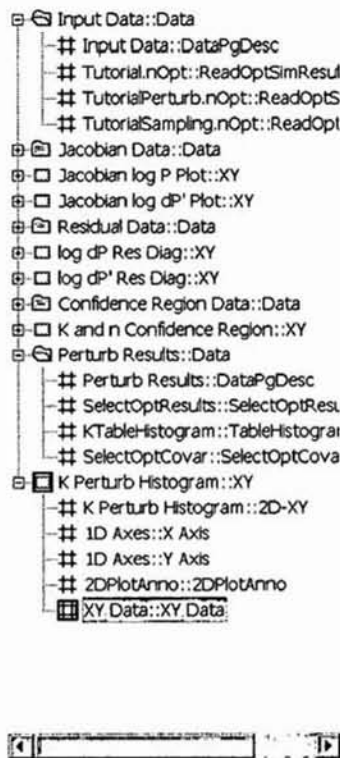 Input Data::Data
Input Data::DataPgDesc
Tutorial.nOpt::ReadOptSimResul
TutorialPerturb.nOpt::ReadOptS
TutorialSampling.nOpt::ReadOpt
Jacobian Data::Data
Jacobian log P Plot::XY
Jacobian log dP' Plot::XY
Residual Data::Data
log dP Res Diag::XY
log dP' Res Diag::XY
Confidence Region Data::Data
K and n Confidence Region::XY
Perturb Results::Data
Perturb Results::DataPgDesc
SelectOptResults::SelectOptResu
KTableHistogram::TableHistogram
SelectOptCovar::SelectOptCova
K Perturb Histogram::XY
K Perturb Histogram::2D-XY
1D Axes::X Axis
1D Axes::Y Axis
2DPlotAnno::2DPlotAnno
XY Data::XY Data